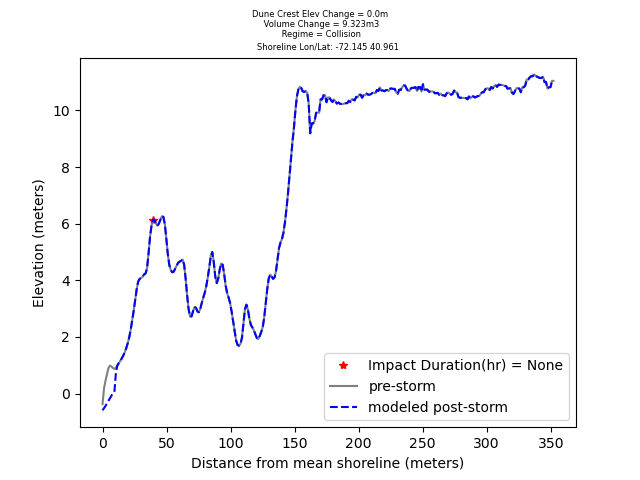 Dune Crest Elev Change = 0.0m
Volume Change = 9.323m3
Regime = Collision
Shoreline Lon/Lat: -72.145 40.961
10
8
6
4
2
0
Elevation (meters)
Impact Duration(hr) = None
pre-storm
modeled post-storm
0 50 100 150 200 250 300 350
Distance from mean shoreline (meters)